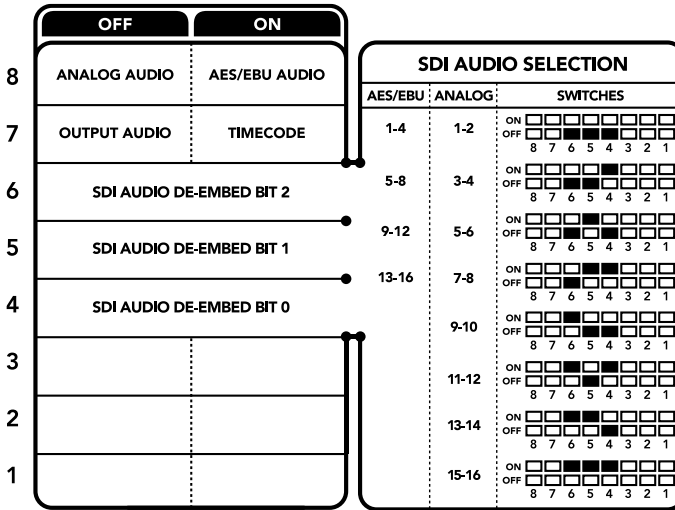 OFF ON
8 ANALOG AUDIO AES/EBU AUDIO
7 OUTPUT AUDIO TIMECODE
6 SDI AUDIO DE-EMBED BIT 2
5 SDI AUDIO DE-EMBED BIT 1
4 SDI AUDIO DE-EMBED BIT 0
3
2
1
SDI AUDIO SELECTION
AES/EBU ANALOG SWITCHES
1-4 1-2 ON
OFF
8 7 6 5 4 3 2 1
5-8 3-4 ON
OFF
8 7 6 5 4 3 2 1
9-12 5-6 ON
OFF
8 7 6 5 4 3 2 1
13-16 7-8 ON
OFF
8 7 6 5 4 3 2 1
9-10 ON
OFF
8 7 6 5 4 3 2 1
11-12 ON
OFF
8 7 6 5 4 3 2 1
13-14 ON
OFF
8 7 6 5 4 3 2 1
15-16 ON
OFF
8 7 6 5 4 3 2 1